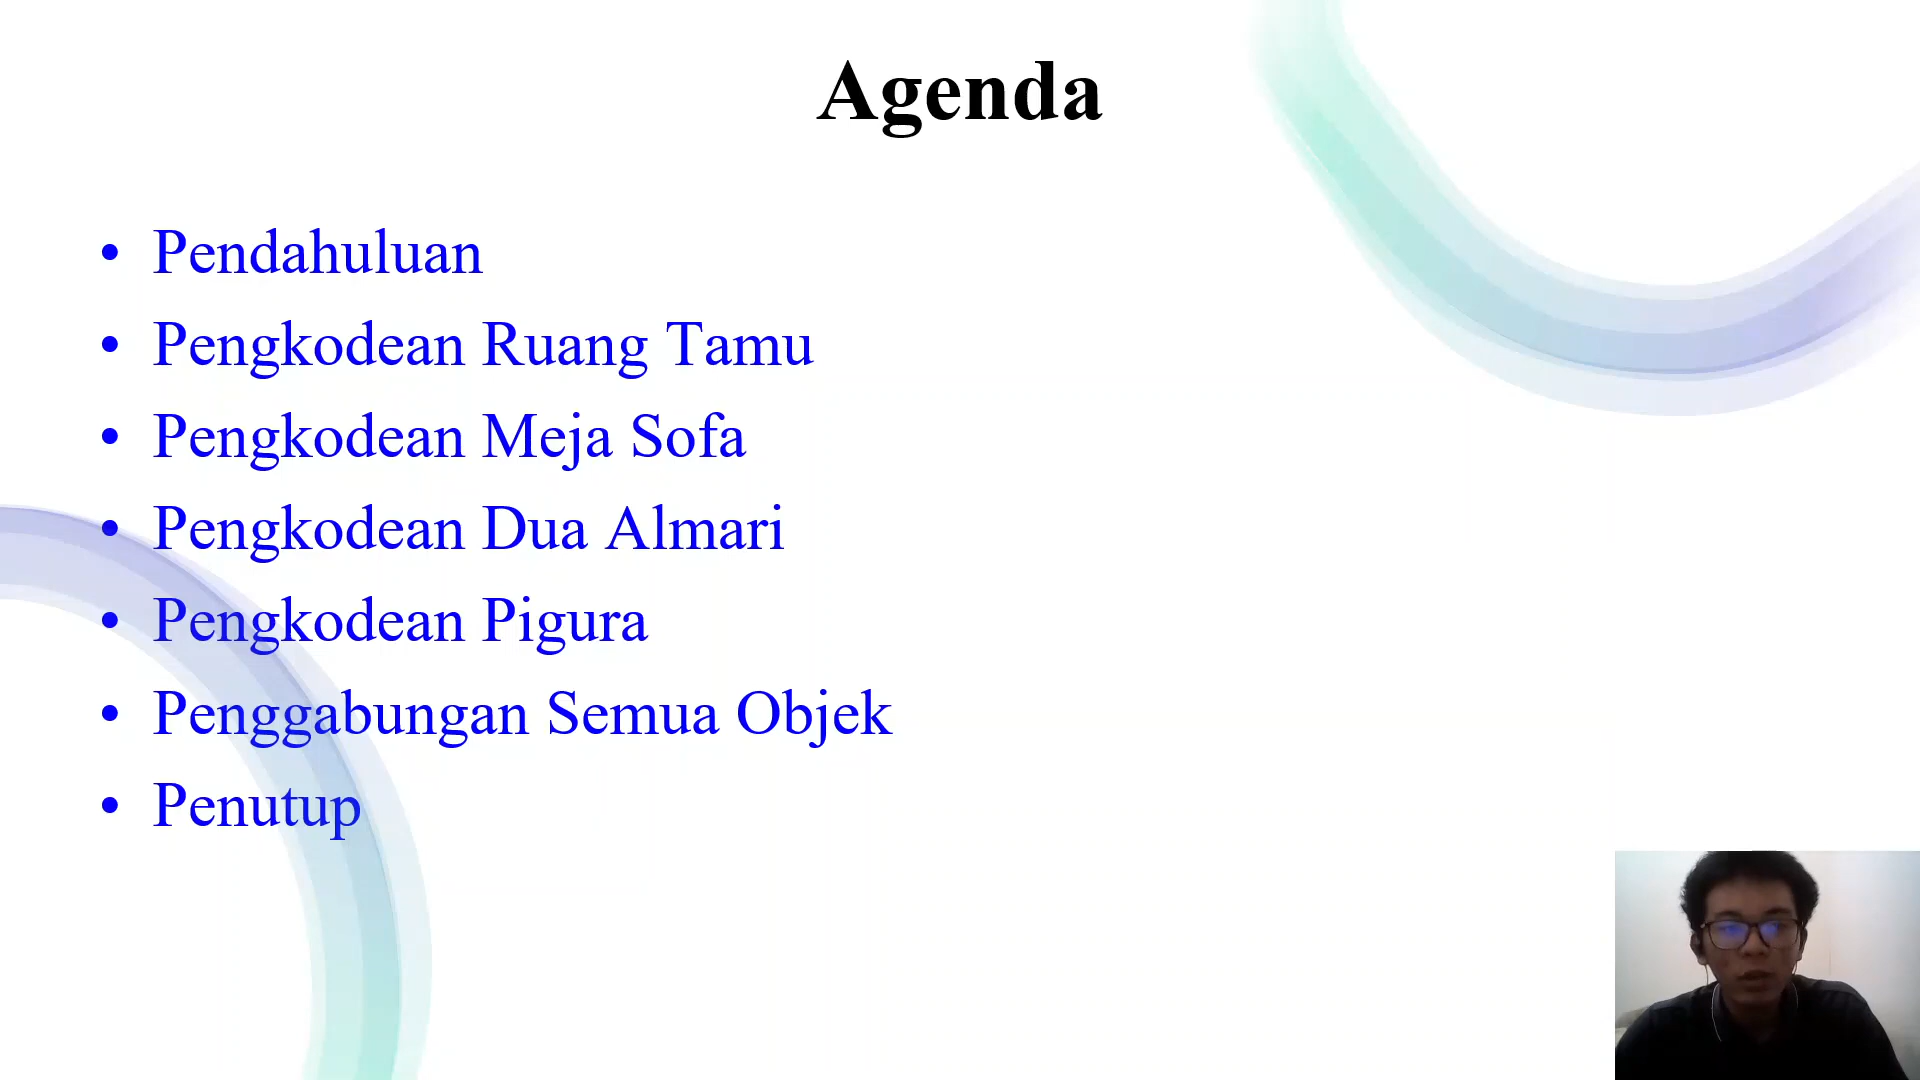 Agenda
• Pendahuluan
• Pengkodean Ruang Tamu
• Pengkodean Meja Sofa
• Pengkodean Dua Almari
• Pengkodean Pigura
• Penggabungan Semua Objek
• Penutup